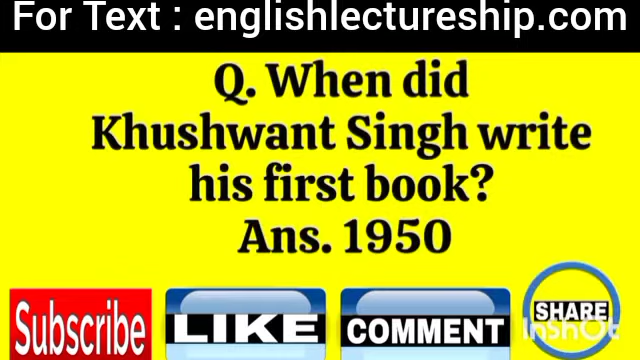 For Text : englishlectureship.com
Q. When did
Khushwant Singh write
his first book?
Ans. 1950
Subscribe
LIKE
COMMENT
SHARE
InShOt